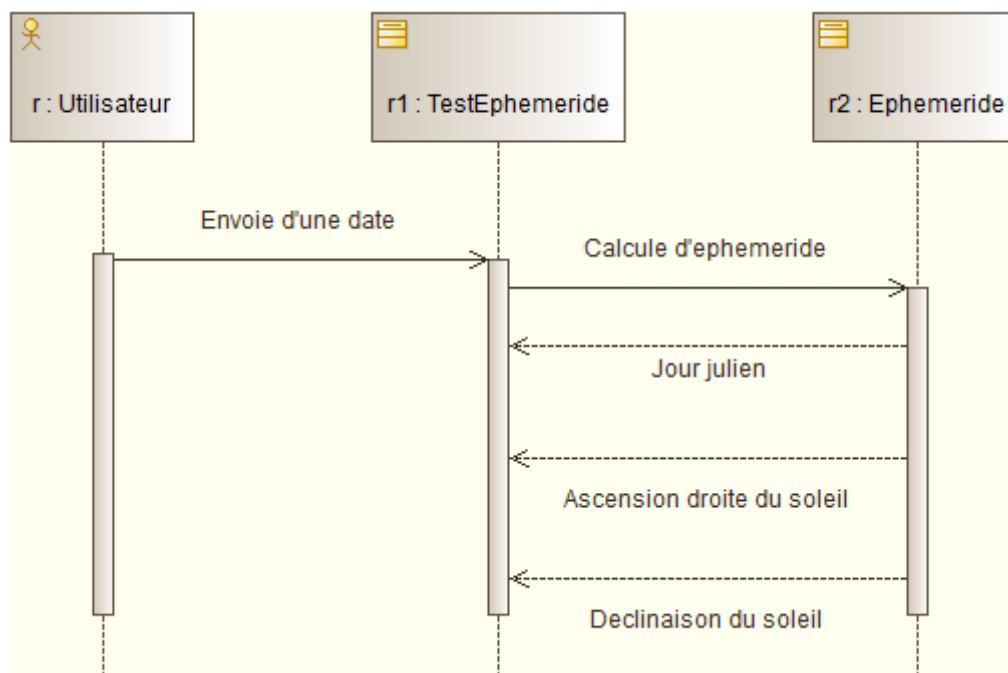 r : Utilisateur
r1 : TestEphemeride
r2 : Ephemeride
Envoie d'une date
Calcule d'ephemeride
Jour julien
Ascension droite du soleil
Declinaison du soleil